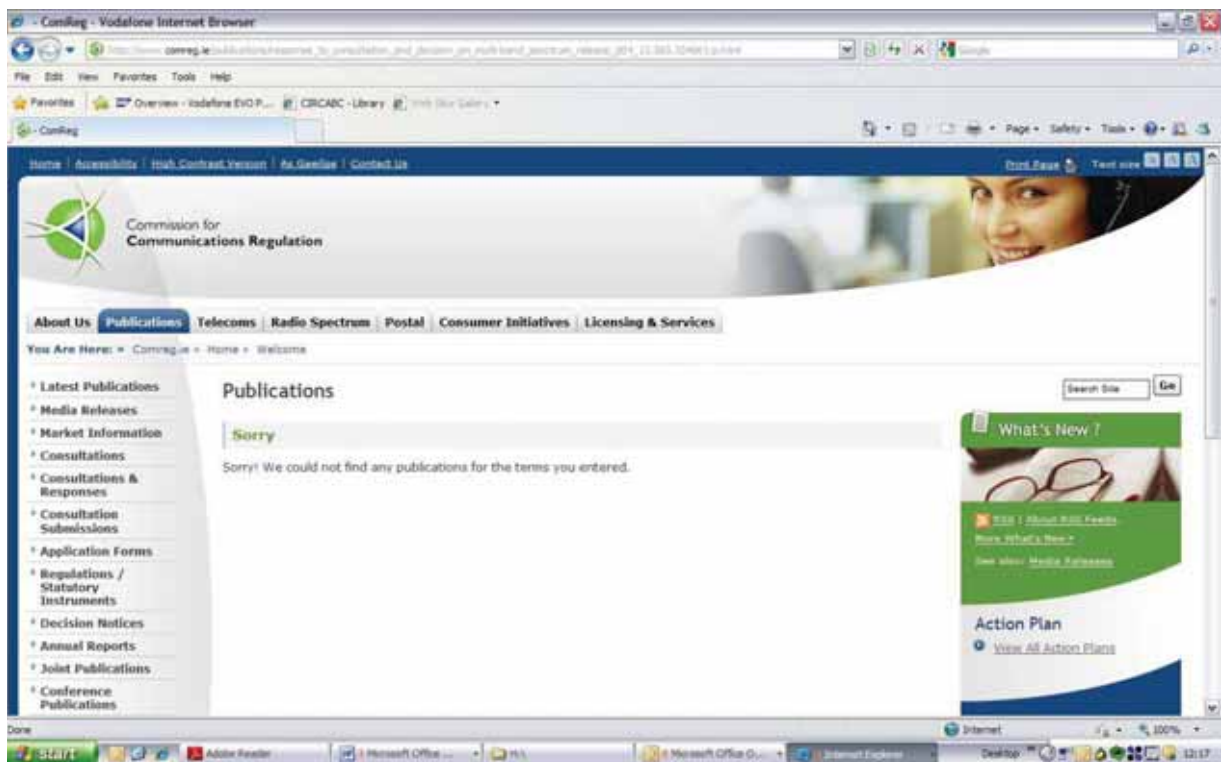 - ComReg - Vodafone Internet Browser
comreg.ie
File Edit View Favorites Tools Help
Favorites Overview - Vodafone EVO P... CIRCABC - Library
- ComReg
Page Safety Tools
Home | Accessibility | High Contrast Version | As Gaeilge | Contact Us
Print Page Text size A A A
Commission for
Communications Regulation
About Us Publications Telecoms Radio Spectrum Postal Consumer Initiatives Licensing & Services
You Are Here: » Comreg.ie » Home » Welcome
Latest Publications
Media Releases
Market Information
Consultations
Consultations &
Responses
Consultation
Submissions
Application Forms
Regulations /
Statutory
Instruments
Decision Notices
Annual Reports
Joint Publications
Conference
Publications
Publications
Search Site Go
Sorry
Sorry! We could not find any publications for the terms you entered.
What's New ?
RSS | About RSS Feeds
More What's New
See also: Media Releases
Action Plan
View All Action Plans
Done
Internet 100%
Start Adobe Reader Microsoft Office ... Microsoft Office O... Internet Explorer Desktop 12:17